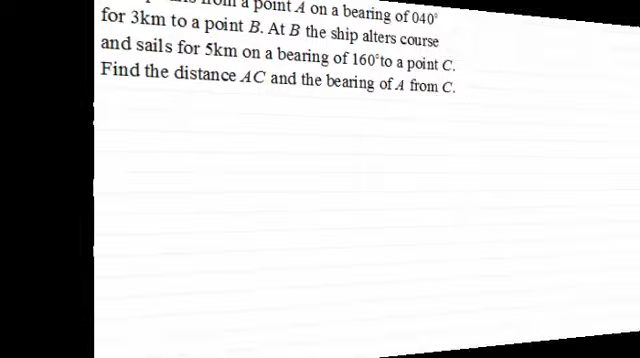 a point A on a bearing of 040°
for 3km to a point B. At B the ship alters course
and sails for 5km on a bearing of 160°to a point C.
Find the distance AC and the bearing of A from C.